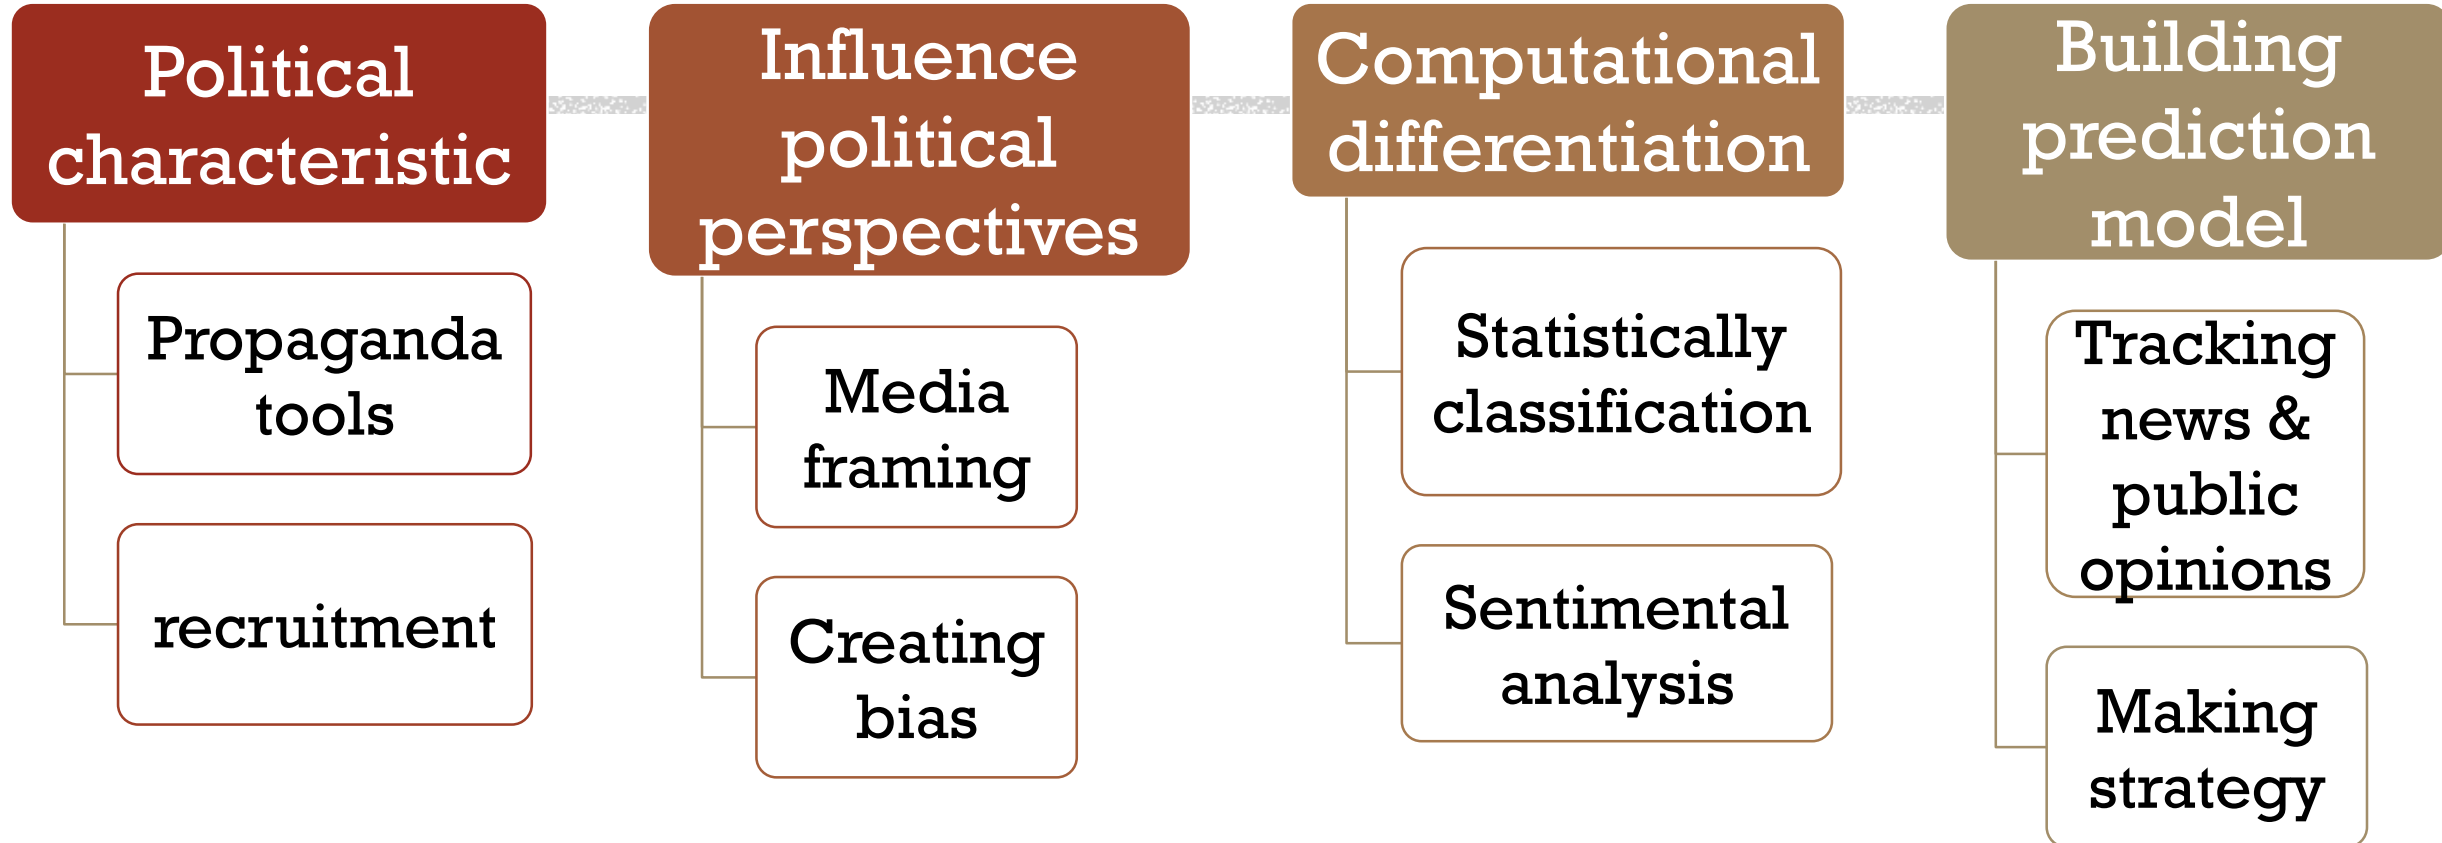 Political
characteristic
Propaganda
tools
recruitment
Influence
political
perspectives
Media
framing
Creating
bias
Computational
differentiation
Statistically
classification
Sentimental
analysis
Building
prediction
model
Tracking
news &
public
opinions
Making
strategy